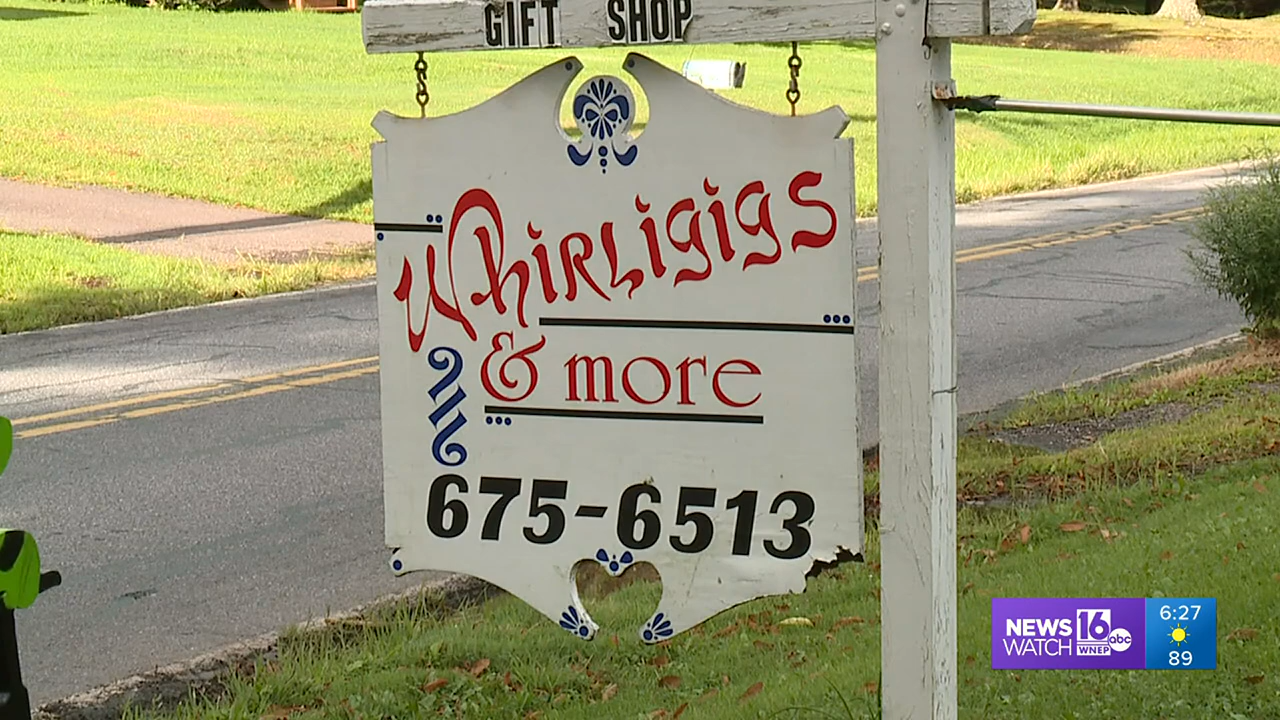 GIFT SHOP
Whirligigs
& more
675-6513
NEWS 16 abc
WATCH WNEP
6:27
89